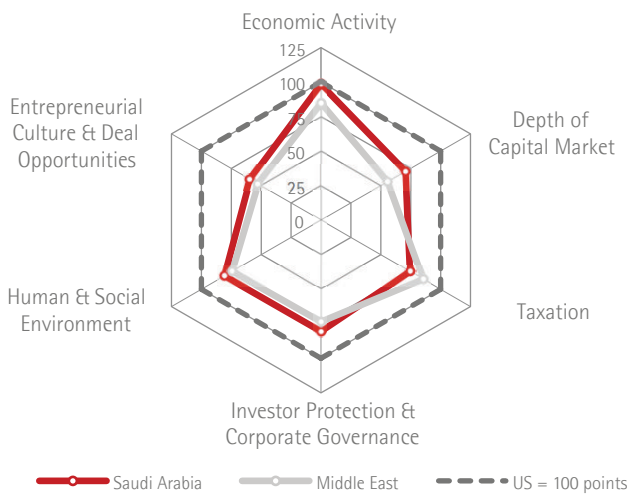 Economic Activity
125
100
75
50
25
0
Entrepreneurial
Culture & Deal
Opportunities
Depth of
Capital Market
Human & Social
Environment
Taxation
Investor Protection &
Corporate Governance
Saudi Arabia
Middle East
US = 100 points